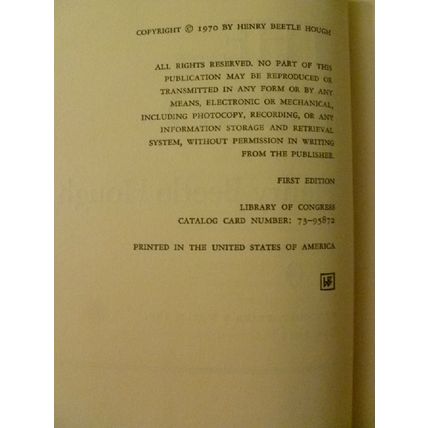 COPYRIGHT © 1970 BY HENRY BEETLE HOUGH
ALL RIGHTS RESERVED. NO PART OF THIS
PUBLICATION MAY BE REPRODUCED OR
TRANSMITTED IN ANY FORM OR BY ANY
MEANS, ELECTRONIC OR MECHANICAL,
INCLUDING PHOTOCOPY, RECORDING, OR ANY
INFORMATION STORAGE AND RETRIEVAL
SYSTEM, WITHOUT PERMISSION IN WRITING
FROM THE PUBLISHER.
FIRST EDITION
LIBRARY OF CONGRESS
CATALOG CARD NUMBER: 73-95872
PRINTED IN THE UNITED STATES OF AMERICA